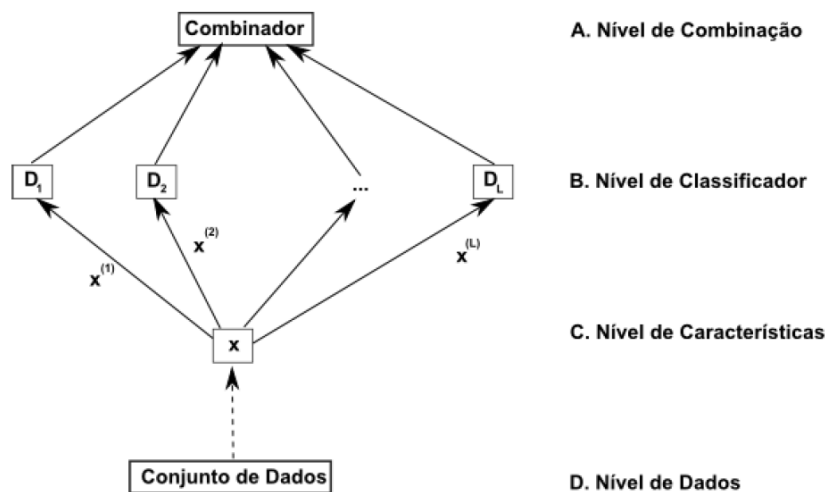 Combinador
A. Nível de Combinação
D1
D2
...
DL
B. Nível de Classificador
x(1)
x(2)
x(L)
x
C. Nível de Características
Conjunto de Dados
D. Nível de Dados